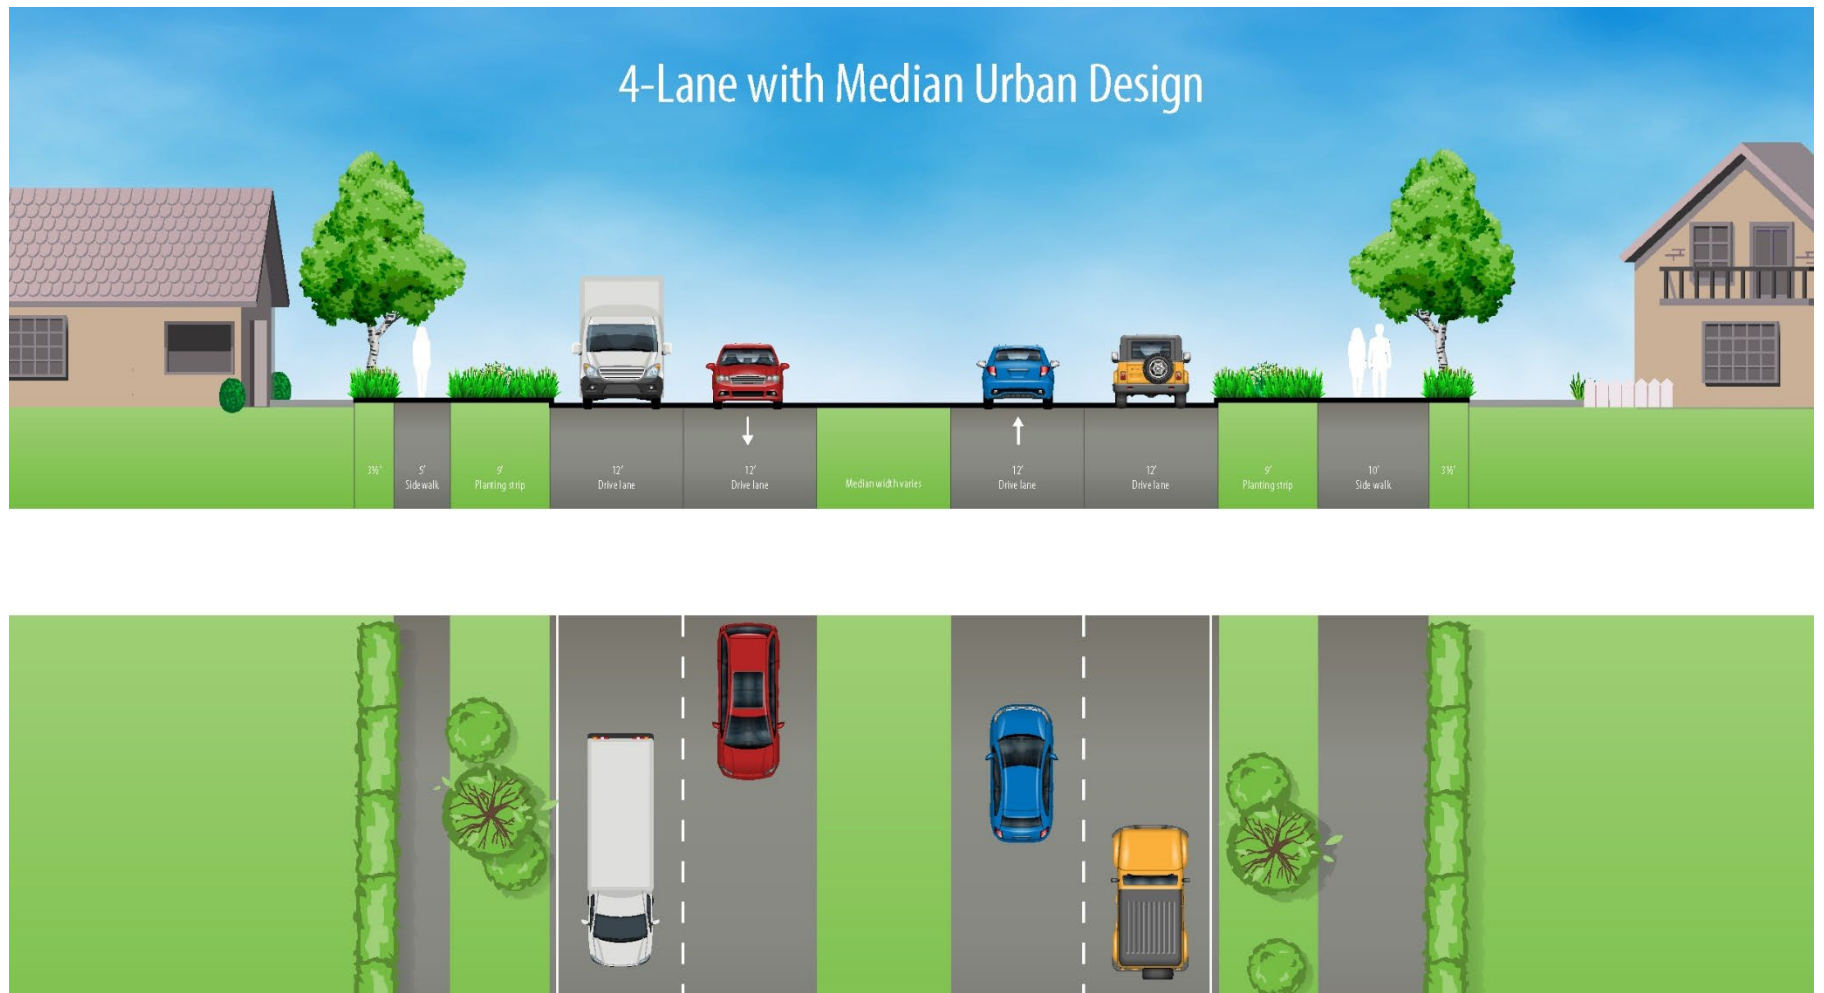 4-Lane with Median Urban Design
3½'
5'
Sidewalk
9'
Planting strip
12'
Drive lane
12'
Drive lane
Median width varies
12'
Drive lane
12'
Drive lane
9'
Planting strip
10'
Side walk
3½'